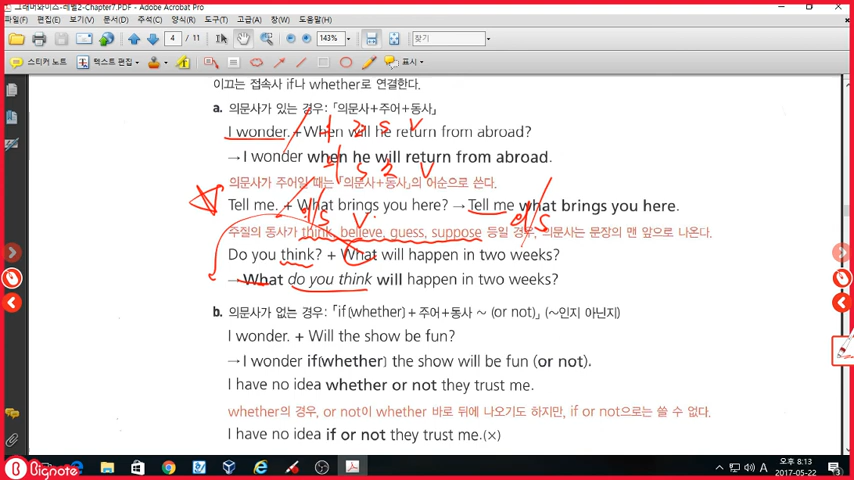 그래머와이즈-레벨2-Chapter7.PDF - Adobe Acrobat Pro
파일(F) 편집(E) 보기(V) 문서(D) 주석(C) 양식(R) 도구(T) 고급(A) 창(W) 도움말(H)
4 / 11 143% 찾기
스티커 노트 텍스트 편집 표시
이끄는 접속사 if나 whether로 연결한다.
a. 의문사가 있는 경우: 「의문사+주어+동사」
I wonder. + When will he return from abroad?
→ I wonder when he will return from abroad.
의문사가 주어일 때는 「의문사+동사」의 어순으로 쓴다.
Tell me. + What brings you here? → Tell me what brings you here.
주절의 동사가 think, believe, guess, suppose 등일 경우, 의문사는 문장의 맨 앞으로 나온다.
Do you think? + What will happen in two weeks?
→ What do you think will happen in two weeks?
b. 의문사가 없는 경우: 「if(whether) + 주어+동사 ~ (or not)」 (~인지 아닌지)
I wonder. + Will the show be fun?
→ I wonder if(whether) the show will be fun (or not).
I have no idea whether or not they trust me.
whether의 경우, or not이 whether 바로 뒤에 나오기도 하지만, if or not으로는 쓸 수 없다.
I have no idea if or not they trust me.(×)
Bignote
A 오후 8:13
2017-05-22